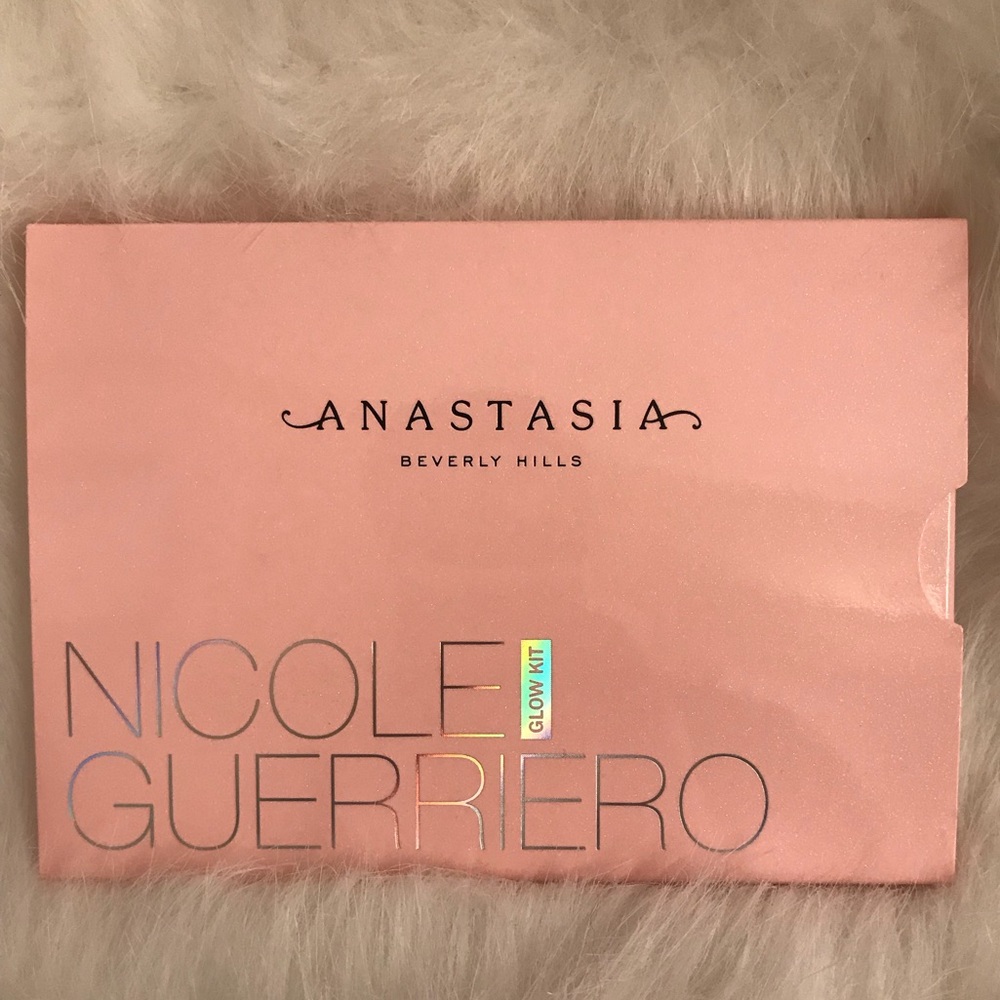 ANASTASIA
BEVERLY HILLS
NICOLE
GLOW KIT
GUERRIERO